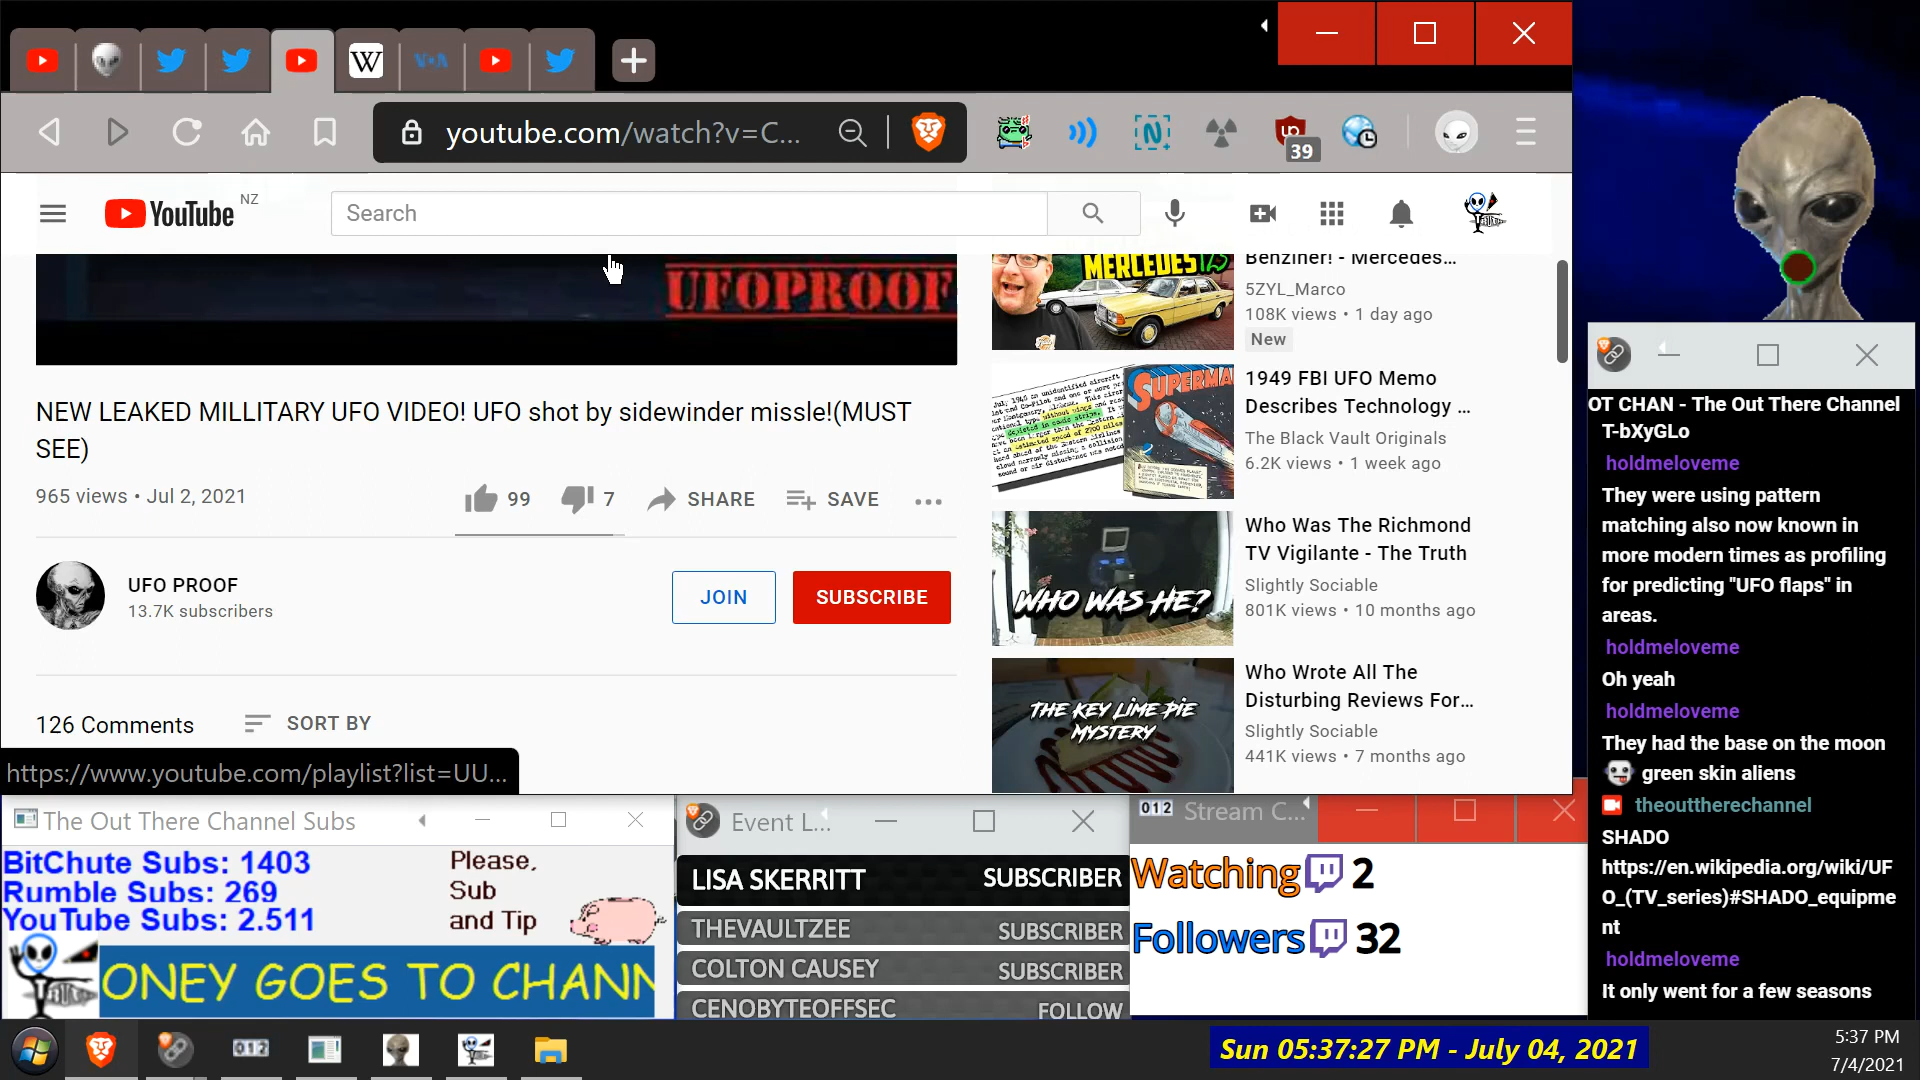 VOA
youtube.com/watch?v=C...
UD
39
YouTube
NZ
Search
UFOPROOF
NEW LEAKED MILLITARY UFO VIDEO! UFO shot by sidewinder missle!(MUST
SEE)
965 views • Jul 2, 2021
99
7
SHARE
SAVE
UFO PROOF
13.7K subscribers
JOIN
SUBSCRIBE
126 Comments
SORT BY
https://www.youtube.com/playlist?list=UU...
MERCEDES 123
Benziner! - Mercedes...
5ZYL_Marco
108K views • 1 day ago
New
SUPERMAN
1949 FBI UFO Memo
Describes Technology ...
The Black Vault Originals
6.2K views • 1 week ago
WHO WAS HE?
Who Was The Richmond
TV Vigilante - The Truth
Slightly Sociable
801K views • 10 months ago
THE KEY LIME PIE
MYSTERY
Who Wrote All The
Disturbing Reviews For...
Slightly Sociable
441K views • 7 months ago
OT CHAN - The Out There Channel
T-bXyGLo
holdmeloveme
They were using pattern
matching also now known in
more modern times as profiling
for predicting "UFO flaps" in
areas.
holdmeloveme
Oh yeah
holdmeloveme
They had the base on the moon
green skin aliens
theouttherechannel
SHADO
https://en.wikipedia.org/wiki/UF
O_(TV_series)#SHADO_equipme
nt
holdmeloveme
It only went for a few seasons
The Out There Channel Subs
BitChute Subs: 1403
Rumble Subs: 269
YouTube Subs: 2.511
Please,
Sub
and Tip
ONEY GOES TO CHANN
Event L...
LISA SKERRITT SUBSCRIBER
THEVAULTZEE SUBSCRIBER
COLTON CAUSEY SUBSCRIBER
CENOBYTEOFFSEC FOLLOW
012 Stream C...
Watching 2
Followers 32
012
Sun 05:37:27 PM - July 04, 2021
5:37 PM
7/4/2021